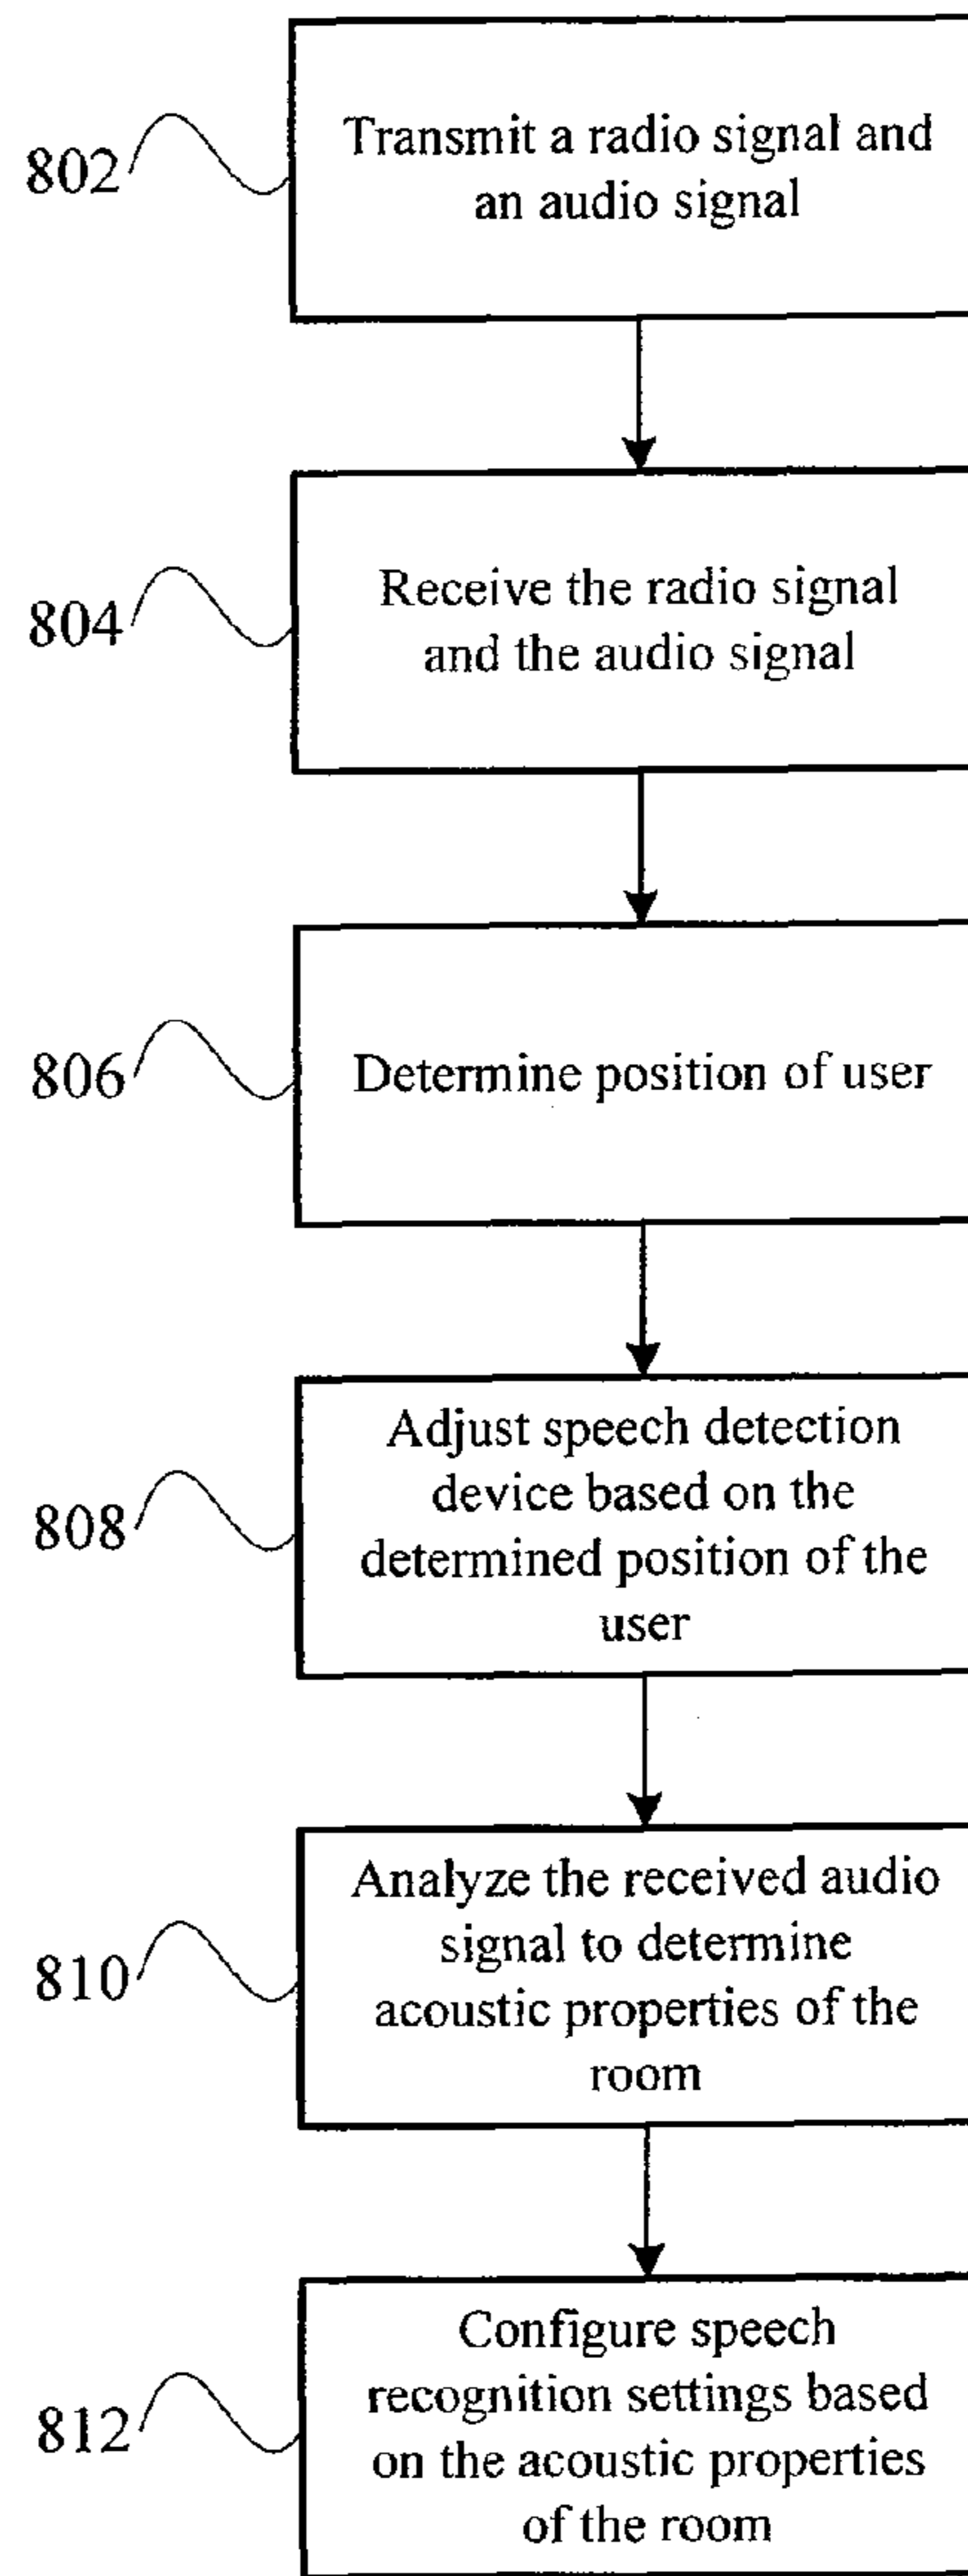 802
Transmit a radio signal and
an audio signal
804
Receive the radio signal
and the audio signal
806
Determine position of user
808
Adjust speech detection
device based on the
determined position of the
user
810
Analyze the received audio
signal to determine
acoustic properties of the
room
812
Configure speech
recognition settings based
on the acoustic properties
of the room